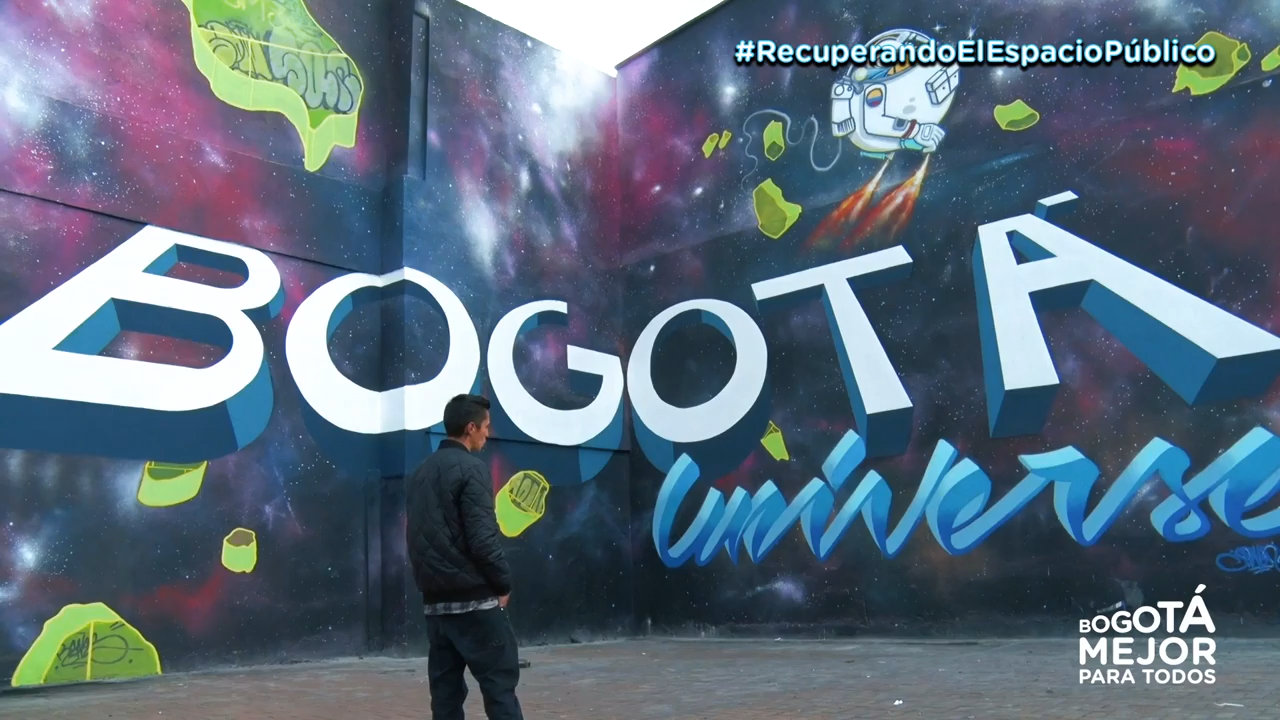 #RecuperandoElEspacioPúblico
BOGOTÁ
universe
BOGOTÁ
MEJOR
PARA TODOS